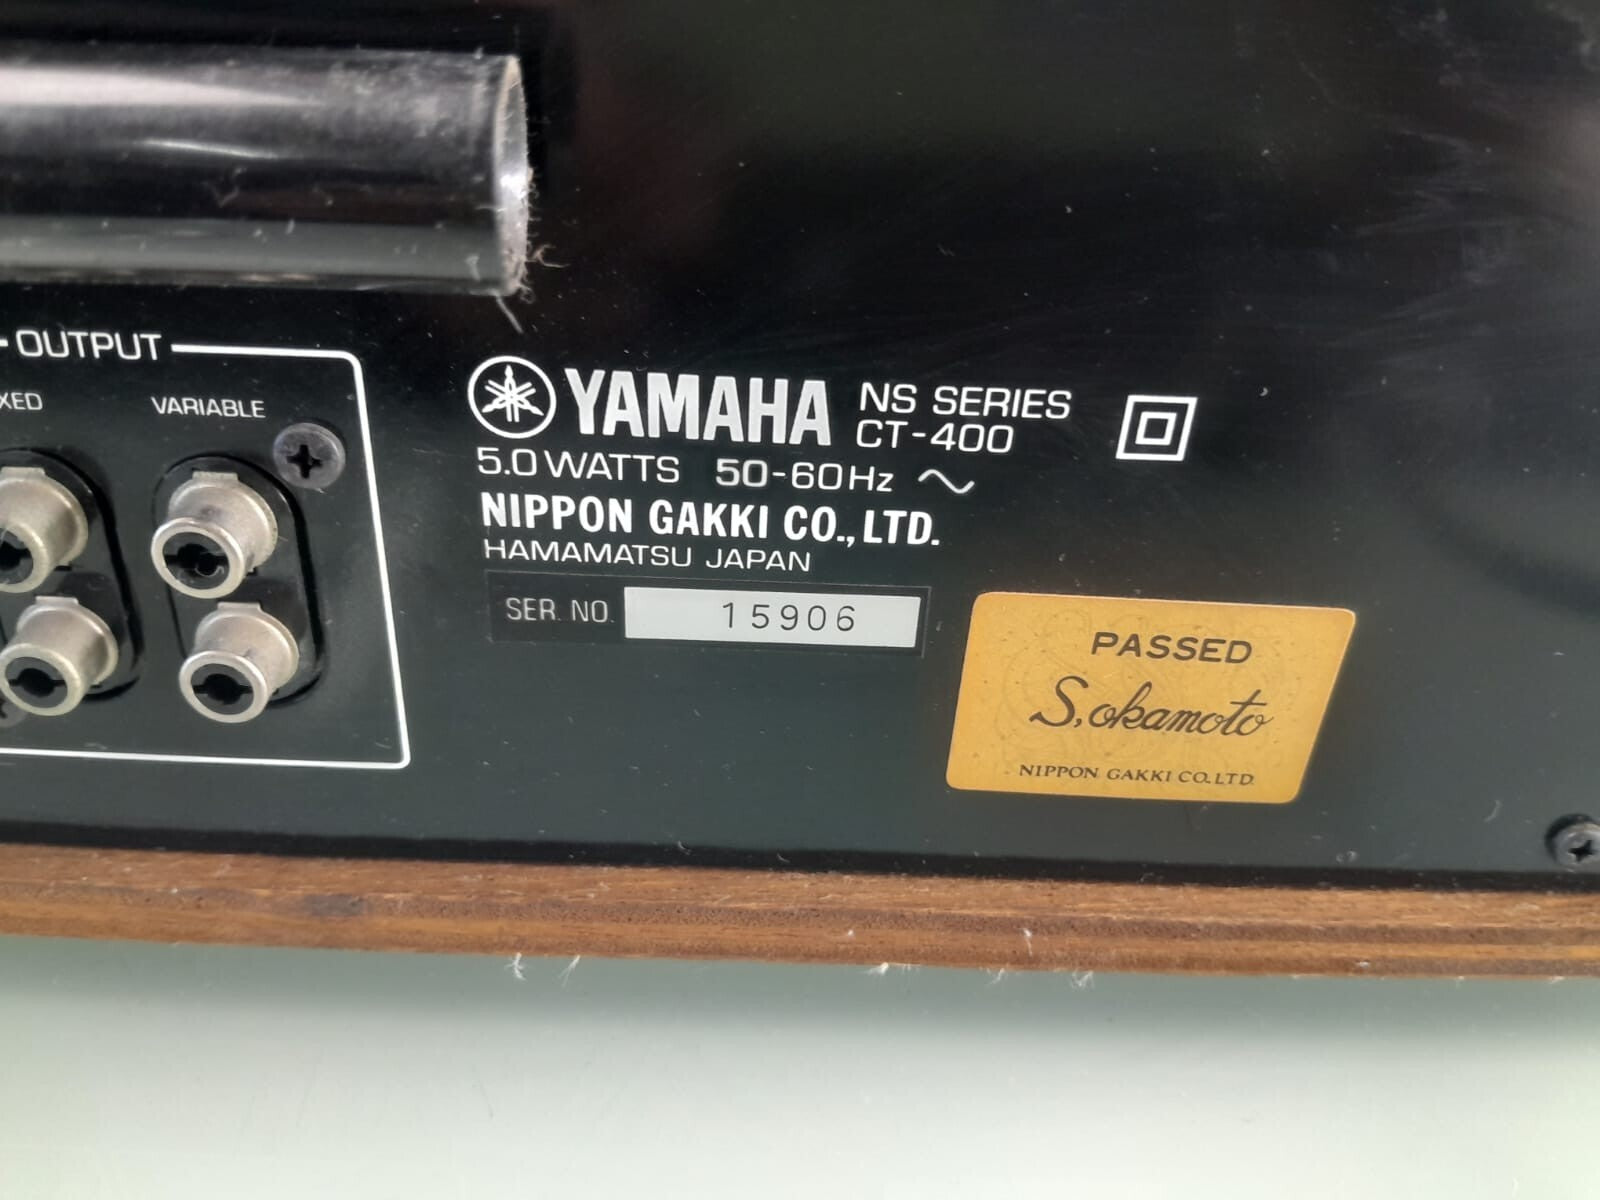 OUTPUT
XED
VARIABLE
YAMAHA NS SERIES
CT-400
5.0 WATTS 50-60Hz ~
NIPPON GAKKI CO., LTD.
HAMAMATSU JAPAN
SER. NO. 15906
PASSED
S. okamoto
NIPPON GAKKI CO. LTD.